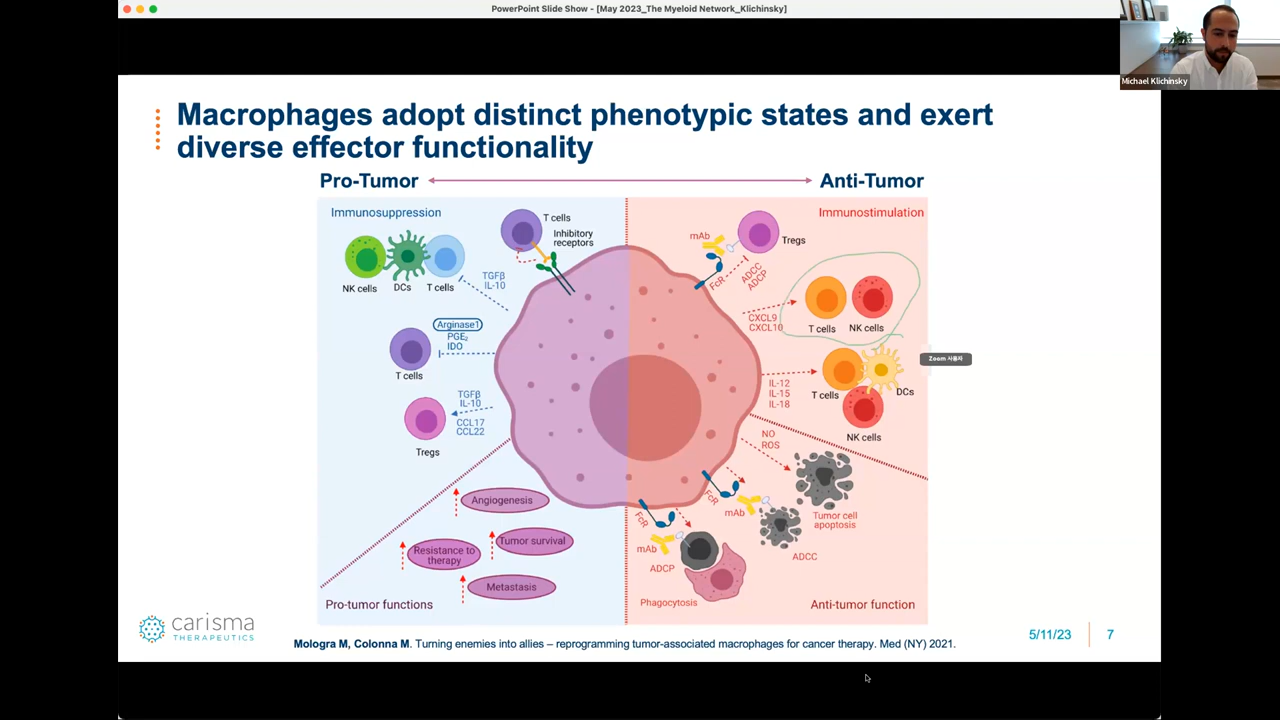 PowerPoint Slide Show - [May 2023_The Myeloid Network_Klichinsky]
Michael Klichinsky
Macrophages adopt distinct phenotypic states and exert
diverse effector functionality
Pro-Tumor
Anti-Tumor
Immunosuppression
NK cells
DCs
T cells
TGFβ
IL-10
T cells
Inhibitory
receptors
Arginase1
PGE₂
IDO
T cells
TGFβ
IL-10
CCL17
CCL22
Tregs
Angiogenesis
Tumor survival
Resistance to
therapy
Metastasis
Pro-tumor functions
Immunostimulation
mAb
Tregs
FcR
ADCC
ADCP
CXCL9
CXCL10
T cells
NK cells
Zoom 사용자
IL-12
IL-15
IL-18
T cells
DCs
NK cells
NO
ROS
Tumor cell
apoptosis
FcR
mAb
ADCC
FcR
mAb
ADCP
Phagocytosis
Anti-tumor function
carisma
THERAPEUTICS
Mologra M, Colonna M. Turning enemies into allies – reprogramming tumor-associated macrophages for cancer therapy. Med (NY) 2021.
5/11/23
7